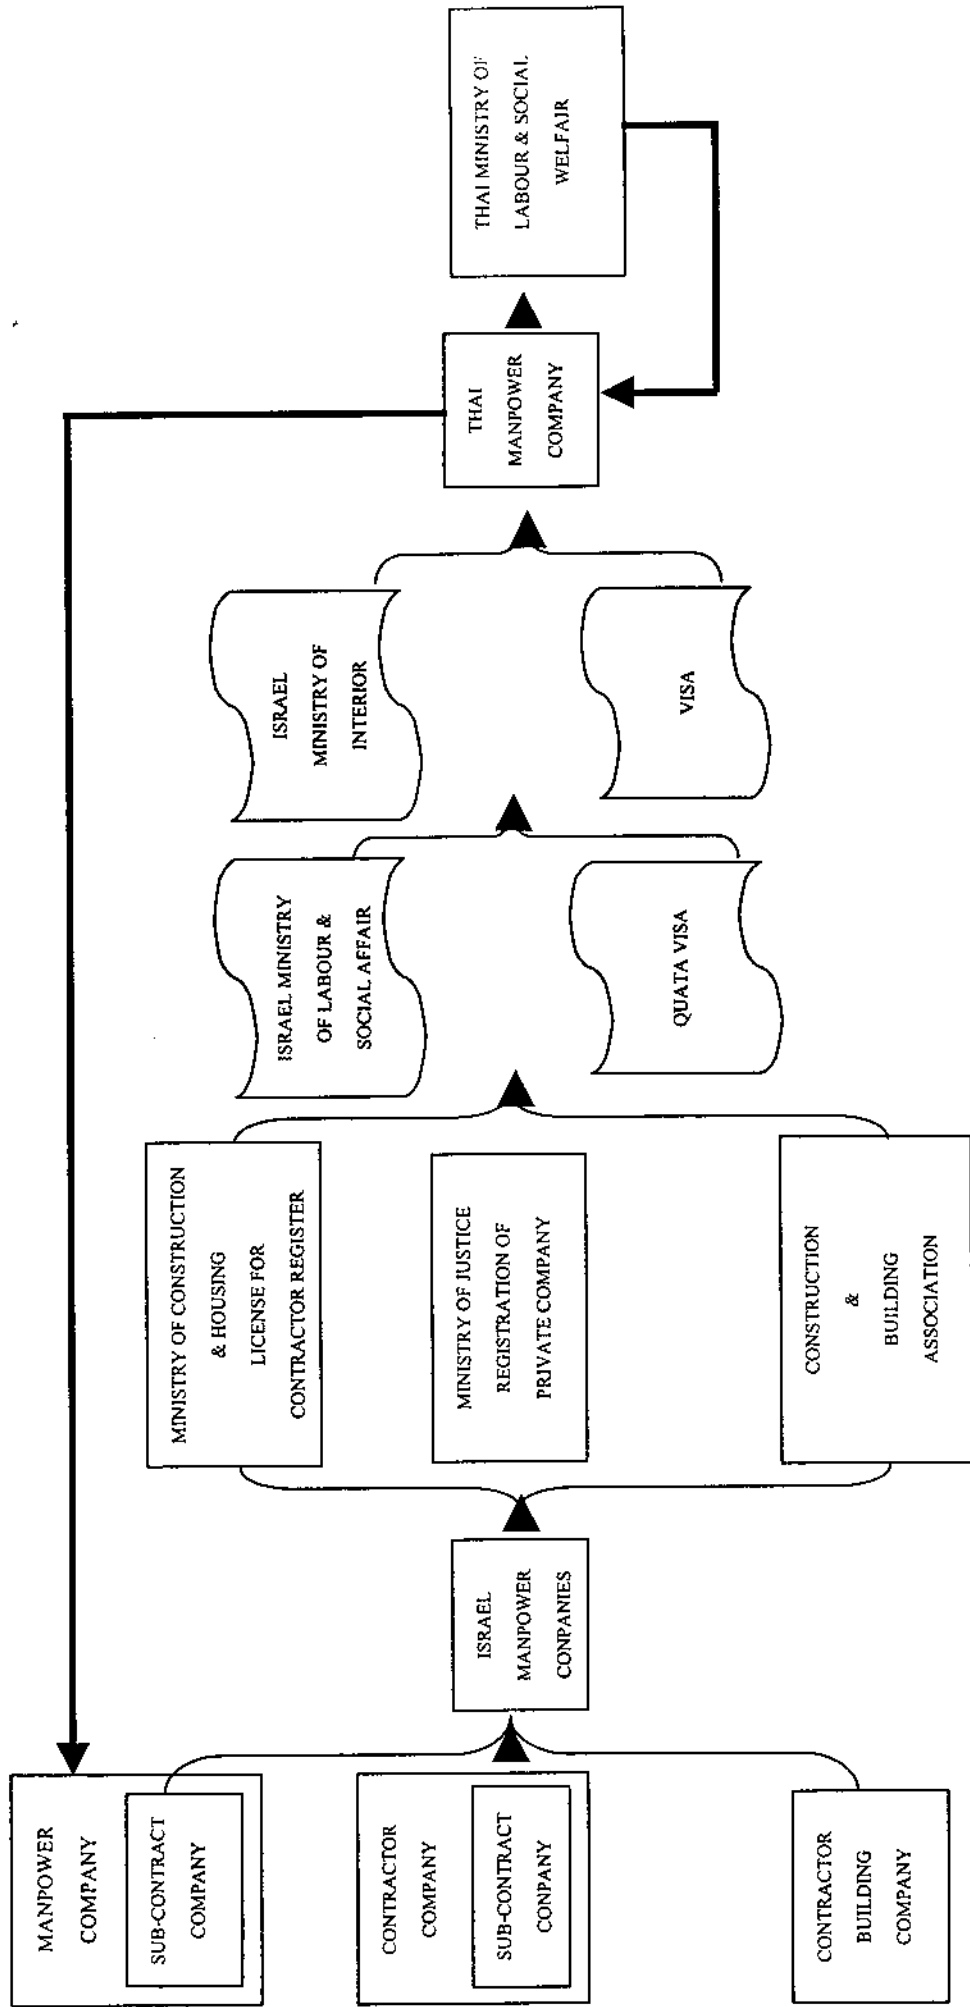 MANPOWER
COMPANY
SUB-CONTRACT
COMPANY
CONTRACTOR
COMPANY
SUB-CONTRACT
CONPANY
CONTRACTOR
BUILDING
COMPANY
ISRAEL
MANPOWER
CONPANIES
MINISTRY OF CONSTRUCTION
& HOUSING
LICENSE FOR
CONTRACTOR REGISTER
MINISTRY OF JUSTICE
REGISTRATION OF
PRIVATE COMPANY
CONSTRUCTION
&
BUILDING
ASSOCIATION
ISRAEL MINISTRY
OF LABOUR &
SOCIAL AFFAIR
QUATA VISA
ISRAEL
MINISTRY OF
INTERIOR
VISA
THAI
MANPOWER
COMPANY
THAI MINISTRY OF
LABOUR & SOCIAL
WELFAIR